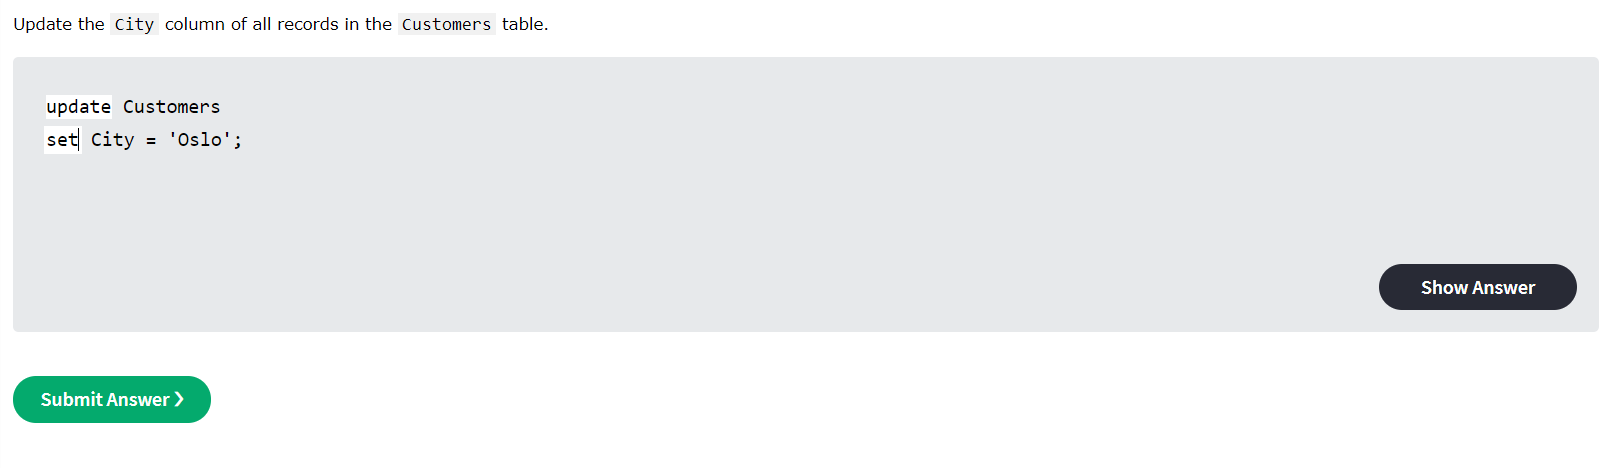 Update the City column of all records in the Customers table.
update Customers
set City = 'Oslo';
Show Answer
Submit Answer ❯